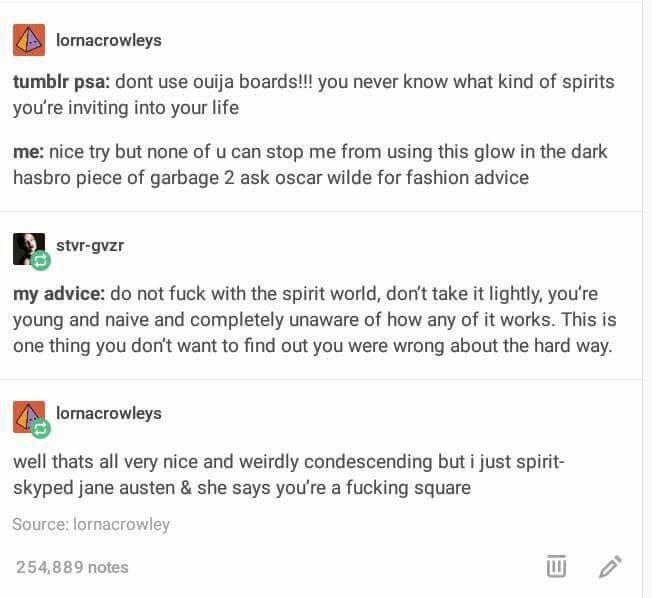 lornacrowleys
tumblr psa: dont use ouija boards!!! you never know what kind of spirits
you're inviting into your life
me: nice try but none of u can stop me from using this glow in the dark
hasbro piece of garbage 2 ask oscar wilde for fashion advice
stvr-gvzr
my advice: do not fuck with the spirit world, don't take it lightly, you're
young and naive and completely unaware of how any of it works. This is
one thing you don't want to find out you were wrong about the hard way.
lornacrowleys
well thats all very nice and weirdly condescending but i just spirit-
skyped jane austen & she says you're a fucking square
Source: lornacrowley
254,889 notes